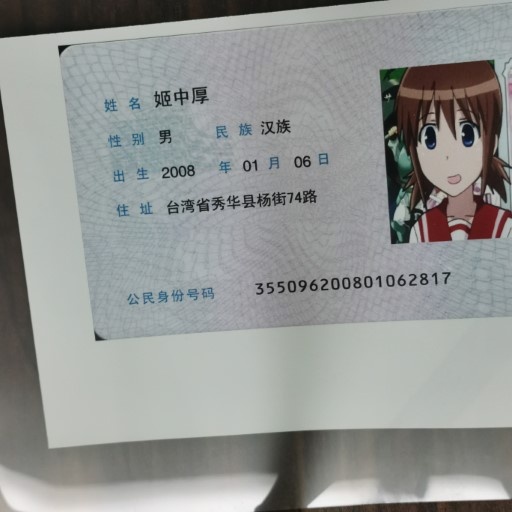 姓名 姬中厚
性别 男 民族 汉族
出生 2008 年 01 月 06 日
住址 台湾省秀华县杨街74路
公民身份号码 355096200801062817